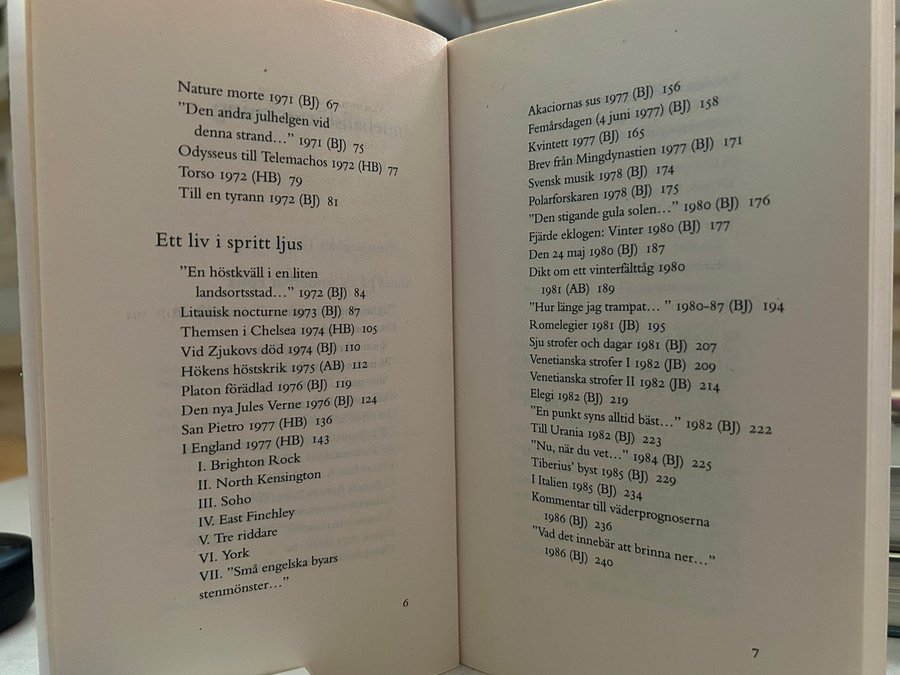 Nature morte 1971 (BJ) 67
”Den andra julhelgen vid
denna strand…” 1971 (BJ) 75
Odysseus till Telemachos 1972 (HB) 77
Torso 1972 (HB) 79
Till en tyrann 1972 (BJ) 81
Ett liv i spritt ljus
”En höstkväll i en liten
landsortsstad…” 1972 (BJ) 84
Litauisk nocturne 1973 (BJ) 87
Themsen i Chelsea 1974 (HB) 105
Vid Zjukovs död 1974 (BJ) 110
Hökens höstskrik 1975 (AB) 112
Platon förädlad 1976 (BJ) 119
Den nya Jules Verne 1976 (BJ) 124
San Pietro 1977 (HB) 136
I England 1977 (HB) 143
I. Brighton Rock
II. North Kensington
III. Soho
IV. East Finchley
V. Tre riddare
VI. York
VII. ”Små engelska byars
stenmönster…”
6
Akaciornas sus 1977 (BJ) 156
Femårsdagen (4 juni 1977) (BJ) 158
Kvintett 1977 (BJ) 165
Brev från Mingdynastien 1977 (BJ) 171
Svensk musik 1978 (BJ) 174
Polarforskaren 1978 (BJ) 175
”Den stigande gula solen…” 1980 (BJ) 176
Fjärde eklogen: Vinter 1980 (BJ) 177
Den 24 maj 1980 (BJ) 187
Dikt om ett vinterfälttåg 1980
1981 (AB) 189
”Hur länge jag trampat…” 1980–87 (BJ) 194
Romelegier 1981 (JB) 195
Sju strofer och dagar 1981 (BJ) 207
Venetianska strofer I 1982 (JB) 209
Venetianska strofer II 1982 (JB) 214
Elegi 1982 (BJ) 219
”En punkt syns alltid bäst…” 1982 (BJ) 222
Till Urania 1982 (BJ) 223
”Nu, när du vet…” 1984 (BJ) 225
Tiberius’ byst 1985 (BJ) 229
I Italien 1985 (BJ) 234
Kommentar till väderprognoserna
1986 (BJ) 236
”Vad det innebär att brinna ner…”
1986 (BJ) 240
7